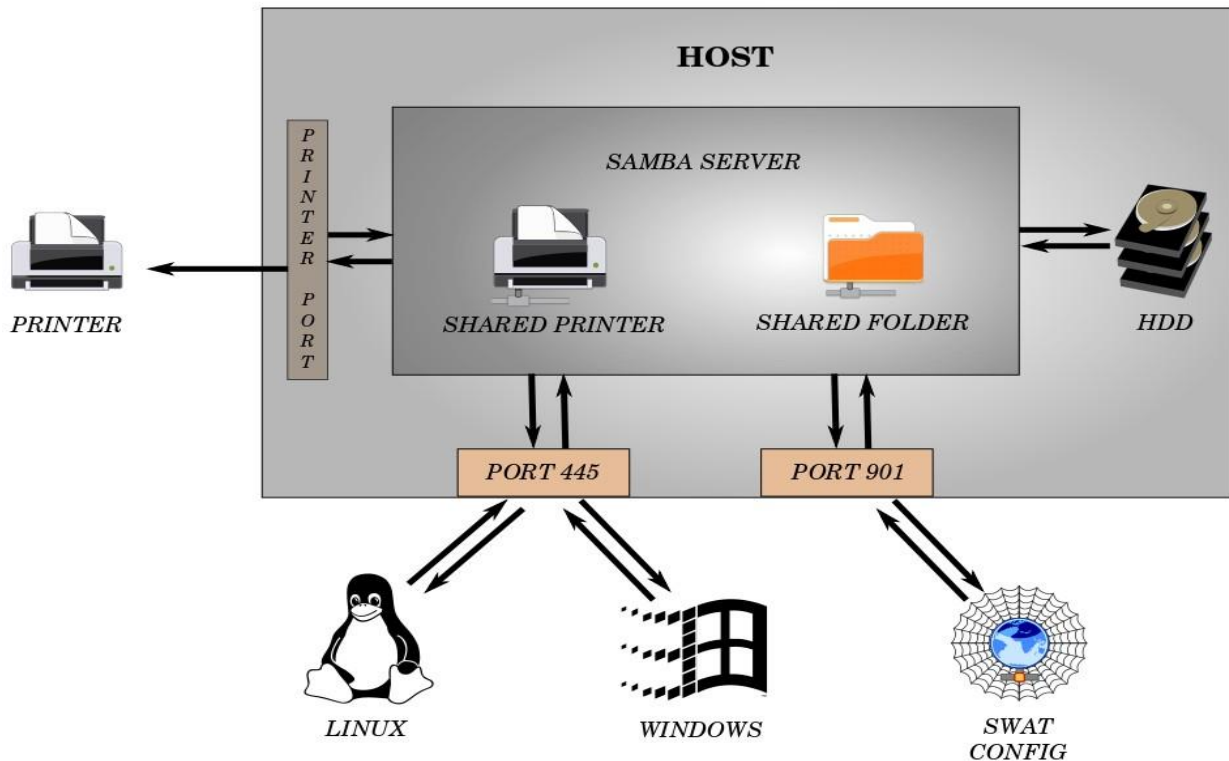 HOST
SAMBA SERVER
PRINTER PORT
PRINTER
SHARED PRINTER
SHARED FOLDER
HDD
PORT 445
PORT 901
LINUX
WINDOWS
SWAT
CONFIG